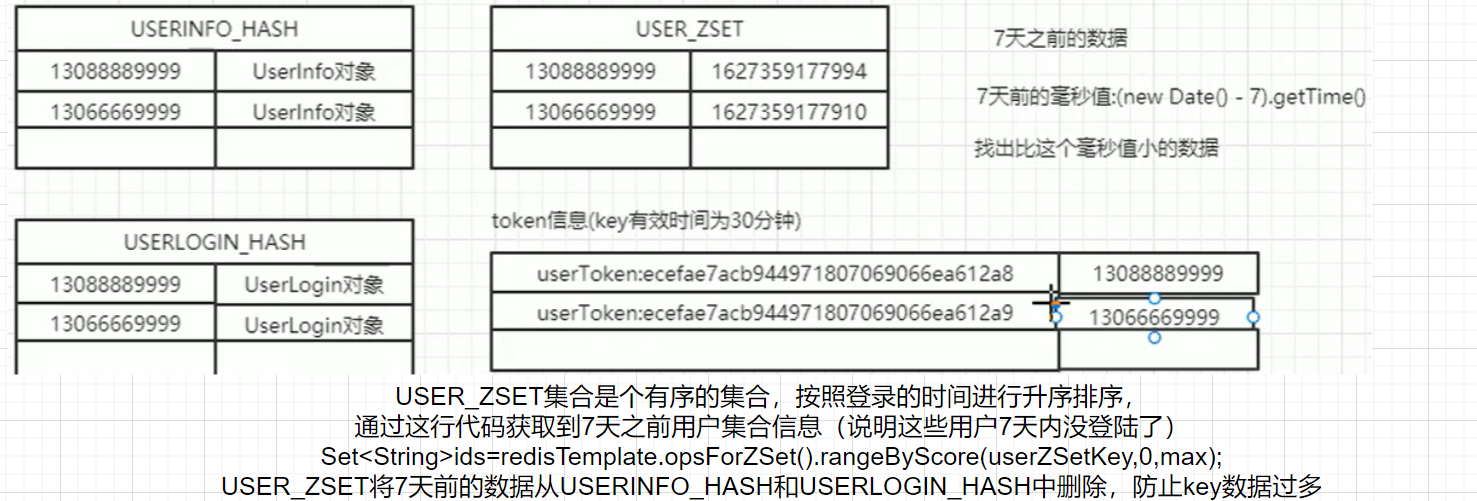 USERINFO_HASH
13088889999 UserInfo对象
13066669999 UserInfo对象
USER_ZSET
13088889999 1627359177994
13066669999 1627359177910
7天之前的数据
7天前的毫秒值:(new Date() - 7).getTime()
找出比这个毫秒值小的数据
USERLOGIN_HASH
13088889999 UserLogin对象
13066669999 UserLogin对象
token信息(key有效时间为30分钟)
userToken:ecefae7acb944971807069066ea612a8 13088889999
userToken:ecefae7acb944971807069066ea612a9 13066669999
USER_ZSET集合是个有序的集合，按照登录的时间进行升序排序，
通过这行代码获取到7天之前用户集合信息（说明这些用户7天内没登陆了）
Set<String>ids=redisTemplate.opsForZSet().rangeByScore(userZSetKey,0,max);
USER_ZSET将7天前的数据从USERINFO_HASH和USERLOGIN_HASH中删除，防止key数据过多